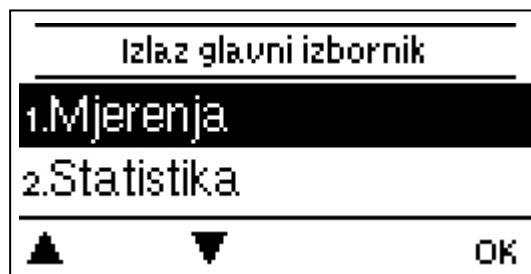 Izlaz glavni izbornik
1.Mjerenja
2.Statistika
▲ ▼ OK